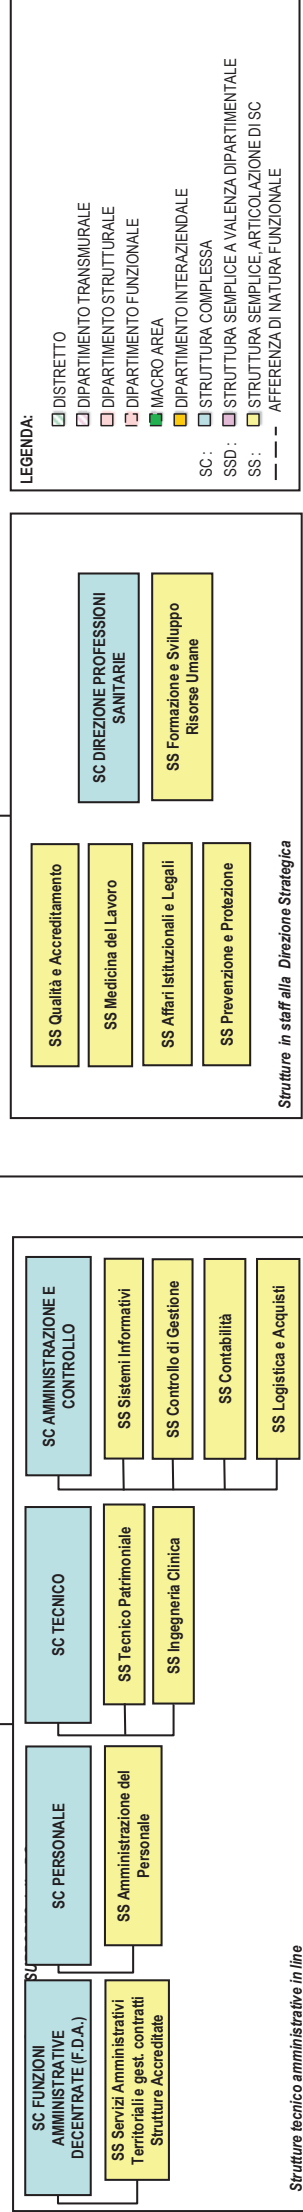 SU
SC FUNZIONI
AMMINISTRATIVE
DECENTRATE (F.D.A.)
SS Servizi Amministrativi
Territoriali e gest. contratti
Strutture Accreditate
SC PERSONALE
SS Amministrazione del
Personale
SC TECNICO
SS Tecnico Patrimoniale
SS Ingegneria Clinica
SC AMMINISTRAZIONE E
CONTROLLO
SS Sistemi Informativi
SS Controllo di Gestione
SS Contabilità
SS Logistica e Acquisti
Strutture tecnico amministrative in line
SS Qualità e Accreditamento
SS Medicina del Lavoro
SS Affari Istituzionali e Legali
SS Prevenzione e Protezione
SC DIREZIONE PROFESSIONI
SANITARIE
SS Formazione e Sviluppo
Risorse Umane
Strutture in staff alla Direzione Strategica
LEGENDA:
DISTRETTO
DIPARTIMENTO TRANSMURALE
DIPARTIMENTO STRUTTURALE
DIPARTIMENTO FUNZIONALE
MACRO AREA
DIPARTIMENTO INTERAZIENDALE
SC : STRUTTURA COMPLESSA
SSD : STRUTTURA SEMPLICE A VALENZA DIPARTIMENTALE
SS : STRUTTURA SEMPLICE, ARTICOLAZIONE DI SC
AFFERENZA DI NATURA FUNZIONALE